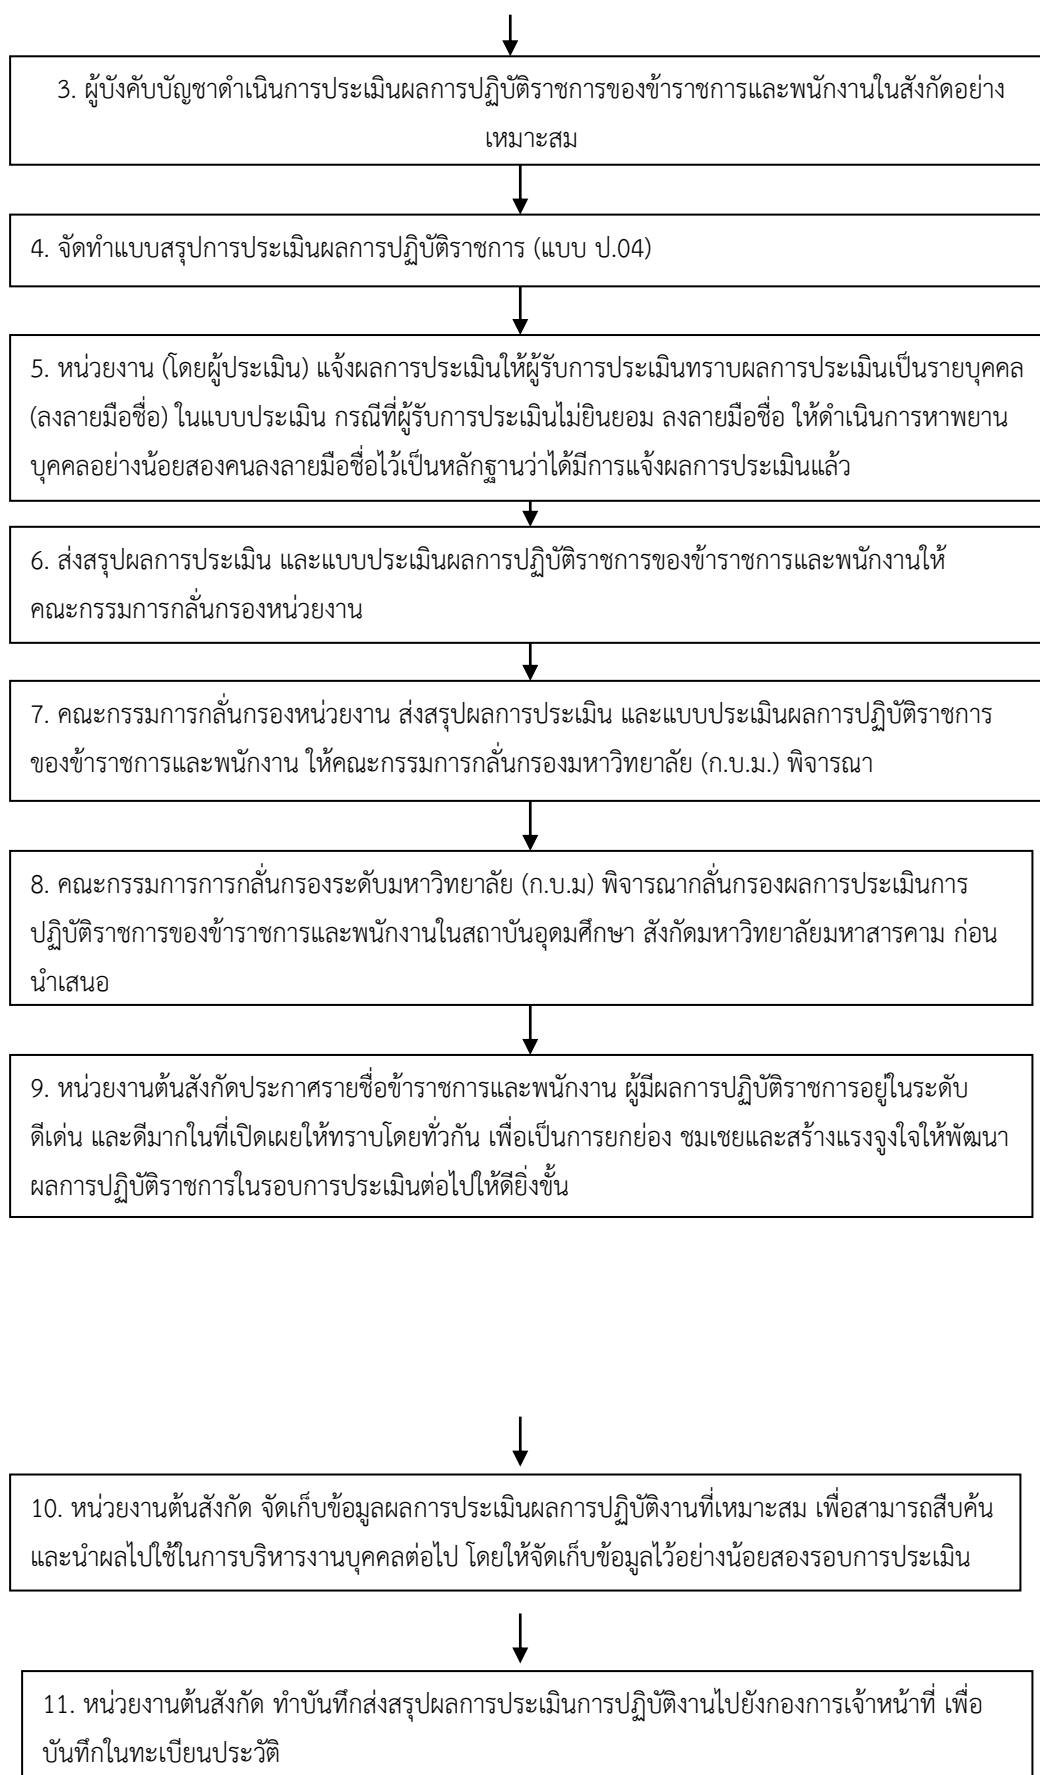 3. ผู้บังคับบัญชาดำเนินการประเมินผลการปฏิบัติราชการของข้าราชการและพนักงานในสังกัดอย่าง
เหมาะสม
4. จัดทำแบบสรุปการประเมินผลการปฏิบัติราชการ (แบบ ป.04)
5. หน่วยงาน (โดยผู้ประเมิน) แจ้งผลการประเมินให้ผู้รับการประเมินทราบผลการประเมินเป็นรายบุคคล
(ลงลายมือชื่อ) ในแบบประเมิน กรณีที่ผู้รับการประเมินไม่ยินยอม ลงลายมือชื่อ ให้ดำเนินการหาพยาน
บุคคลอย่างน้อยสองคนลงลายมือชื่อไว้เป็นหลักฐานว่าได้มีการแจ้งผลการประเมินแล้ว
6. ส่งสรุปผลการประเมิน และแบบประเมินผลการปฏิบัติราชการของข้าราชการและพนักงานให้
คณะกรรมการกลั่นกรองหน่วยงาน
7. คณะกรรมการกลั่นกรองหน่วยงาน ส่งสรุปผลการประเมิน และแบบประเมินผลการปฏิบัติราชการ
ของข้าราชการและพนักงาน ให้คณะกรรมการกลั่นกรองมหาวิทยาลัย (ก.บ.ม.) พิจารณา
8. คณะกรรมการการกลั่นกรองระดับมหาวิทยาลัย (ก.บ.ม) พิจารณากลั่นกรองผลการประเมินการ
ปฏิบัติราชการของข้าราชการและพนักงานในสถาบันอุดมศึกษา สังกัดมหาวิทยาลัยมหาสารคาม ก่อน
นำเสนอ
9. หน่วยงานต้นสังกัดประกาศรายชื่อข้าราชการและพนักงาน ผู้มีผลการปฏิบัติราชการอยู่ในระดับ
ดีเด่น และดีมากในที่เปิดเผยให้ทราบโดยทั่วกัน เพื่อเป็นการยกย่อง ชมเชยและสร้างแรงจูงใจให้พัฒนา
ผลการปฏิบัติราชการในรอบการประเมินต่อไปให้ดียิ่งขั้น
10. หน่วยงานต้นสังกัด จัดเก็บข้อมูลผลการประเมินผลการปฏิบัติงานที่เหมาะสม เพื่อสามารถสืบค้น
และนำผลไปใช้ในการบริหารงานบุคคลต่อไป โดยให้จัดเก็บข้อมูลไว้อย่างน้อยสองรอบการประเมิน
11. หน่วยงานต้นสังกัด ทำบันทึกส่งสรุปผลการประเมินการปฏิบัติงานไปยังกองการเจ้าหน้าที่ เพื่อ
บันทึกในทะเบียนประวัติ